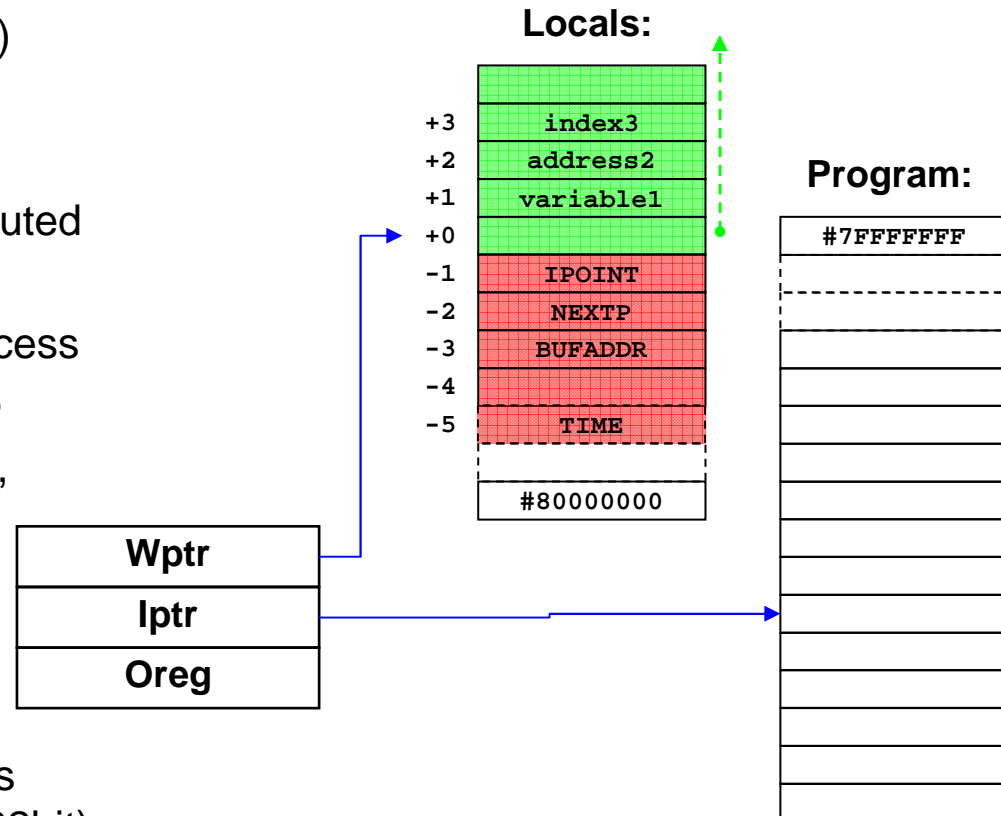 )
Locals:
+3 index3
+2 address2
+1 variable1
+0
-1 IPOINT
-2 NEXTP
-3 BUFADDR
-4
-5 TIME
#80000000
Program:
#7FFFFFFF
uted
cess
,
Wptr
Iptr
Oreg
s